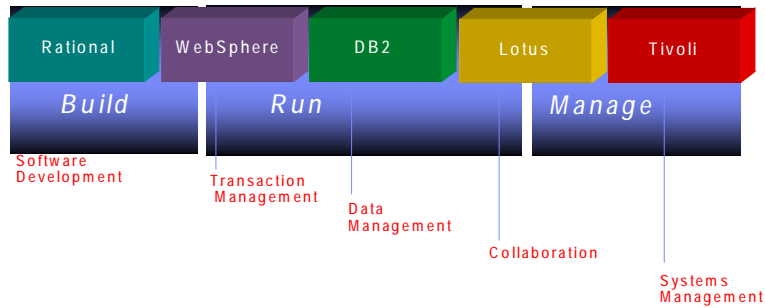 Rational
WebSphere
DB2
Lotus
Tivoli
Build
Run
Manage
Software
Development
Transaction
Management
Data
Management
Collaboration
Systems
Management